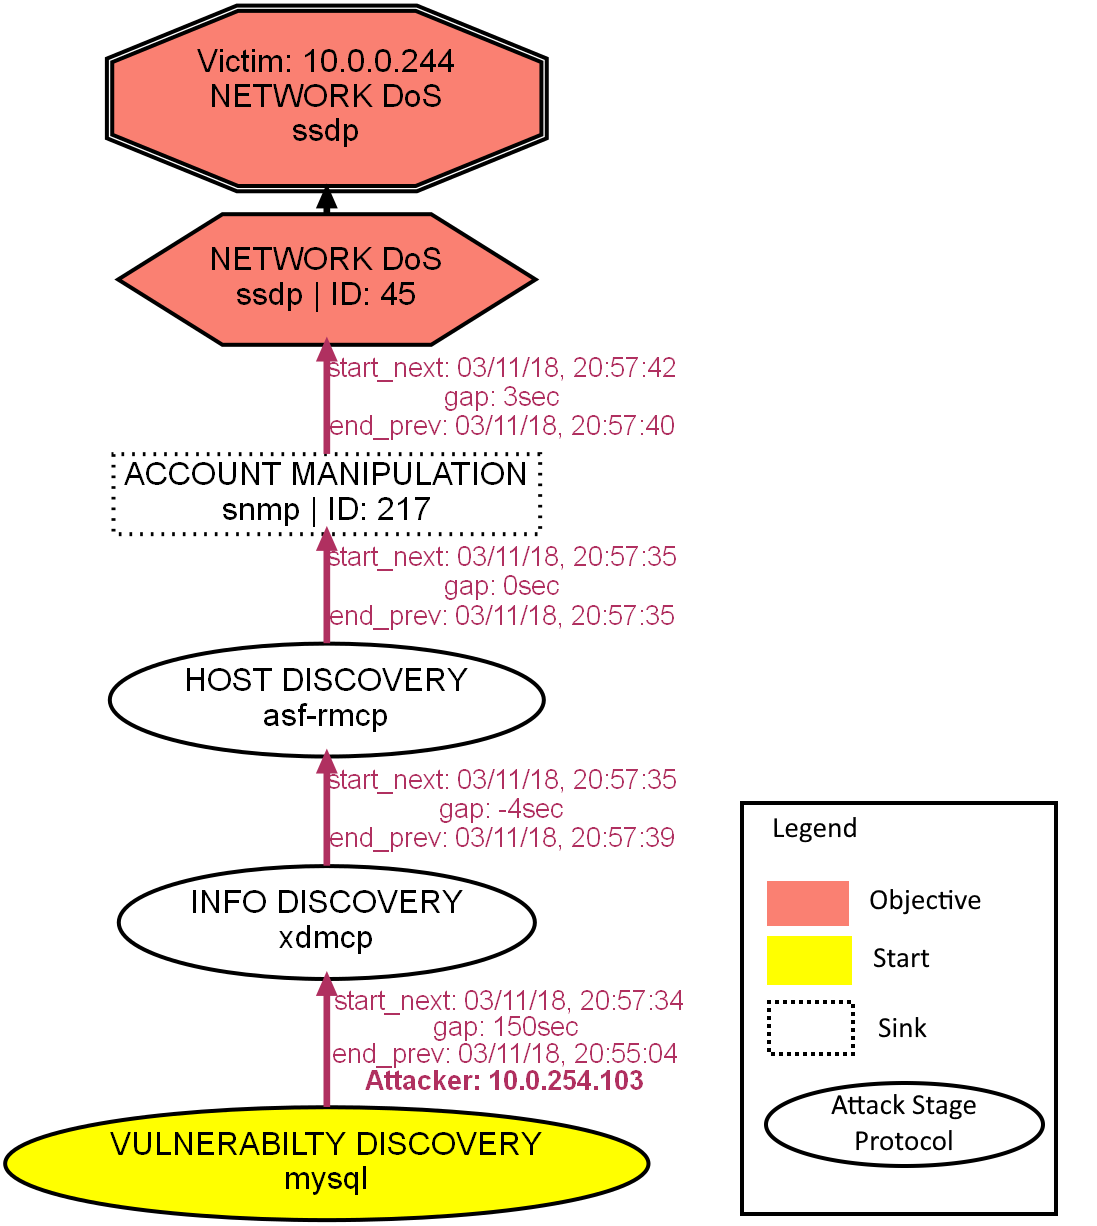 Victim: 10.0.0.244
NETWORK DoS
ssdp
NETWORK DoS
ssdp | ID: 45
start_next: 03/11/18, 20:57:42
gap: 3sec
end_prev: 03/11/18, 20:57:40
ACCOUNT MANIPULATION
snmp | ID: 217
start_next: 03/11/18, 20:57:35
gap: 0sec
end_prev: 03/11/18, 20:57:35
HOST DISCOVERY
asf-rmcp
start_next: 03/11/18, 20:57:35
gap: -4sec
end_prev: 03/11/18, 20:57:39
INFO DISCOVERY
xdmcp
start_next: 03/11/18, 20:57:34
gap: 150sec
end_prev: 03/11/18, 20:55:04
Attacker: 10.0.254.103
VULNERABILTY DISCOVERY
mysql
Legend
Objective
Start
Sink
Attack Stage
Protocol